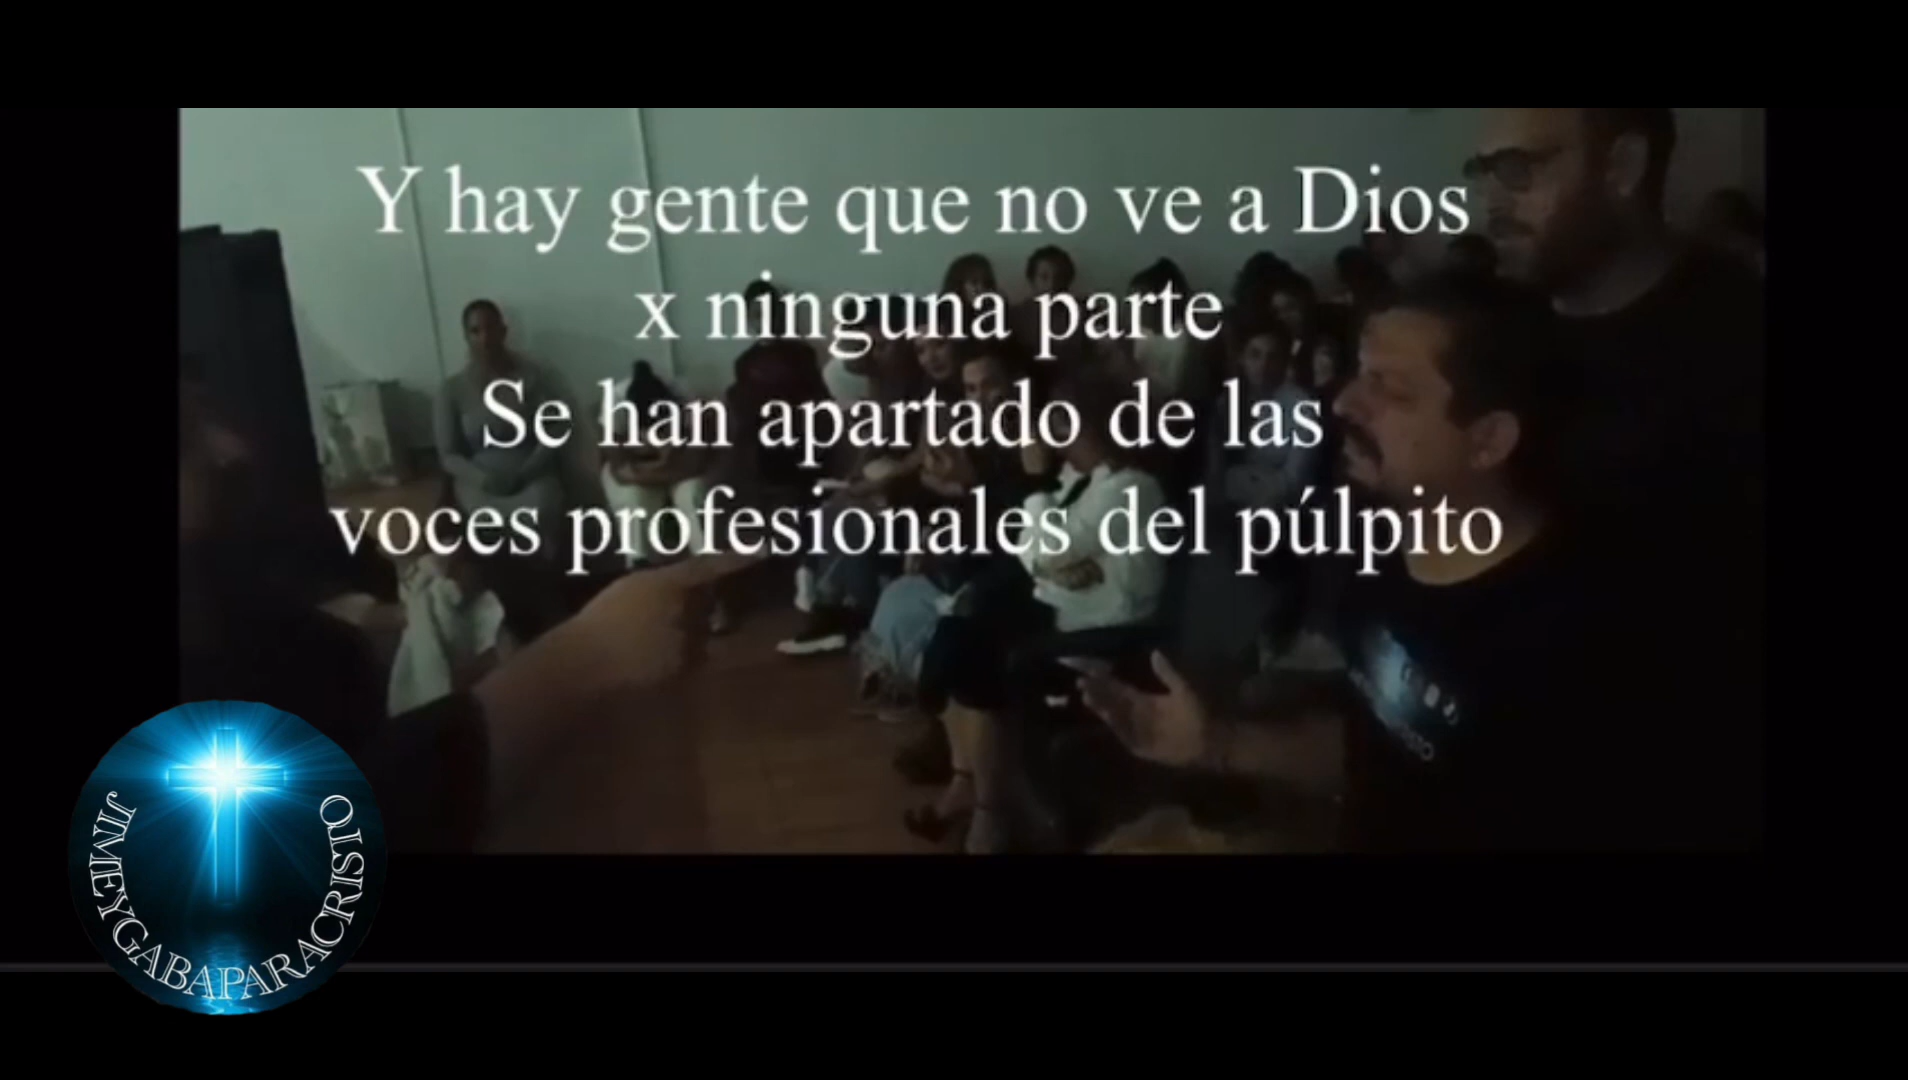 Y hay gente que no ve a Dios
x ninguna parte
Se han apartado de las
voces profesionales del púlpito
JIMEYGABAPARACRISTO